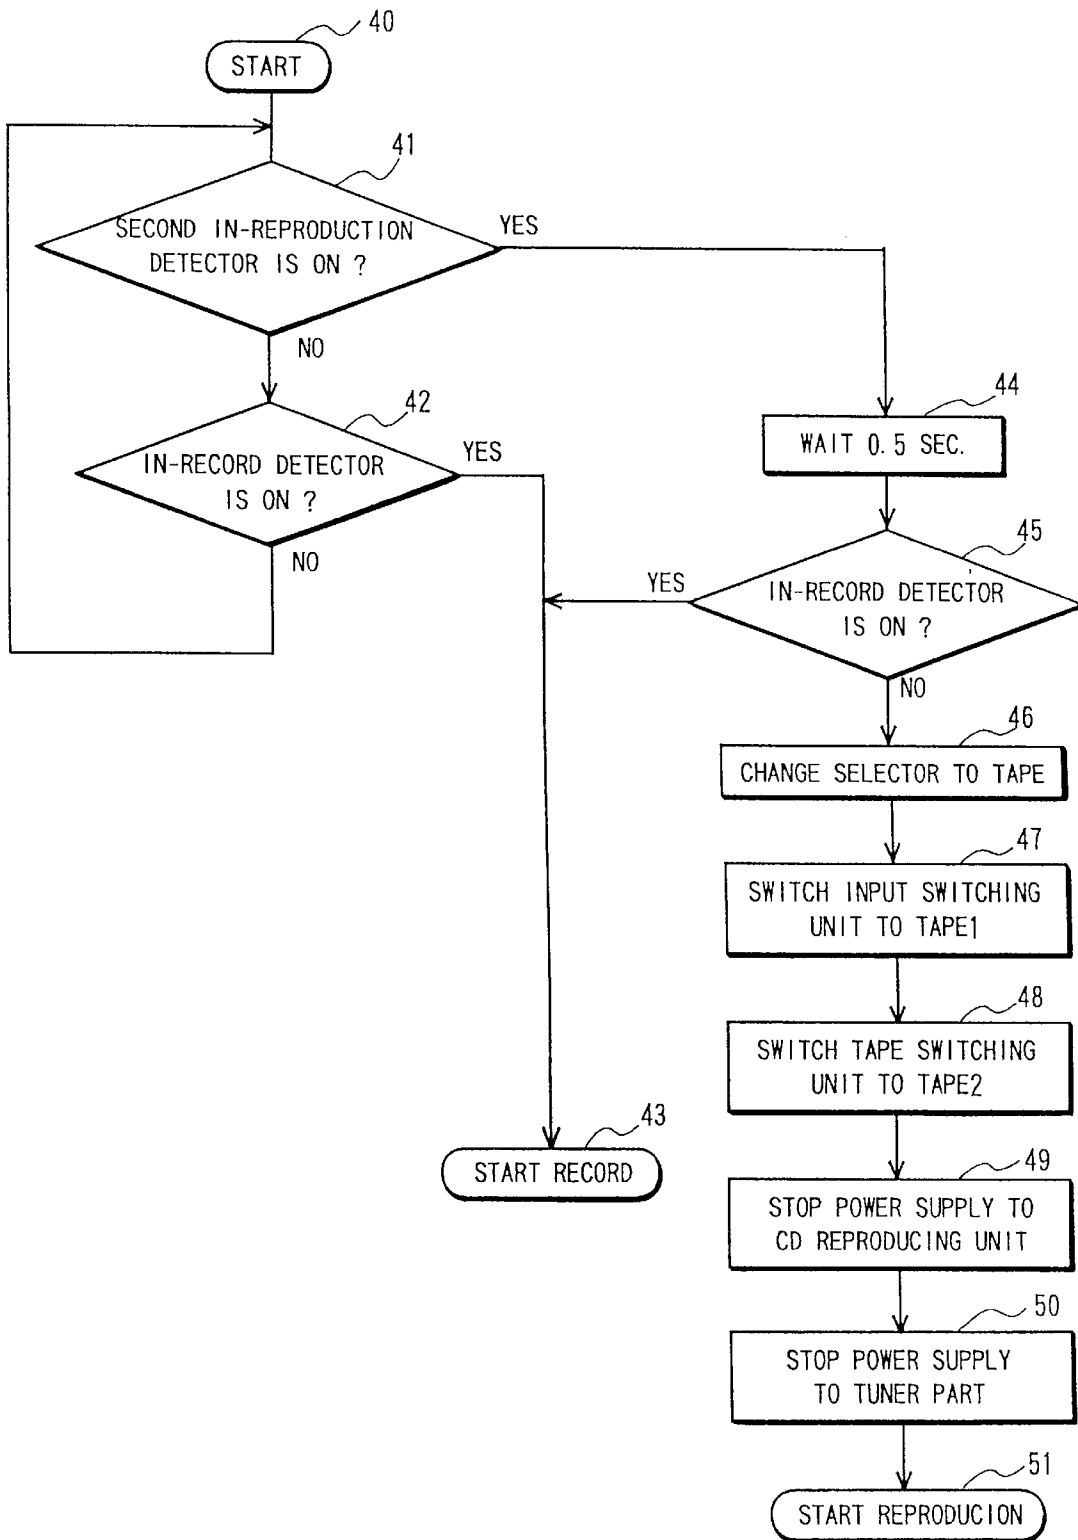 40
START
41
SECOND IN-REPRODUCTION
DETECTOR IS ON ?
YES
NO
42
IN-RECORD DETECTOR
IS ON ?
YES
NO
44
WAIT 0.5 SEC.
45
IN-RECORD DETECTOR
IS ON ?
YES
NO
46
CHANGE SELECTOR TO TAPE
47
SWITCH INPUT SWITCHING
UNIT TO TAPE1
48
SWITCH TAPE SWITCHING
UNIT TO TAPE2
43
START RECORD
49
STOP POWER SUPPLY TO
CD REPRODUCING UNIT
50
STOP POWER SUPPLY
TO TUNER PART
51
START REPRODUCION